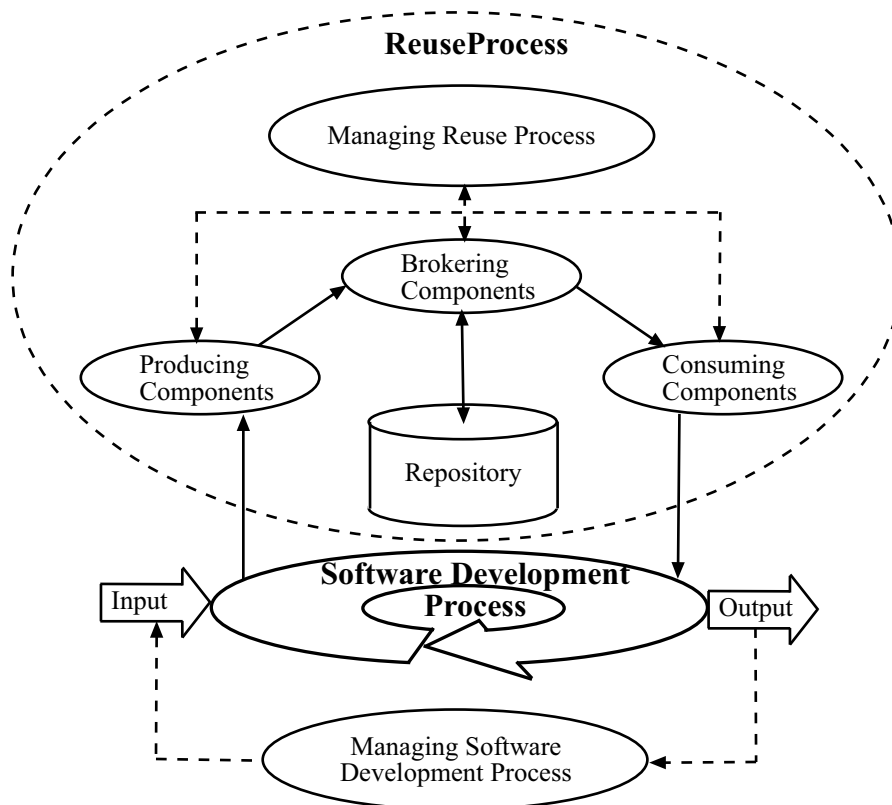 ReuseProcess
Managing Reuse Process
Brokering
Components
Producing
Components
Consuming
Components
Repository
Software Development
Process
Input
Output
Managing Software
Development Process